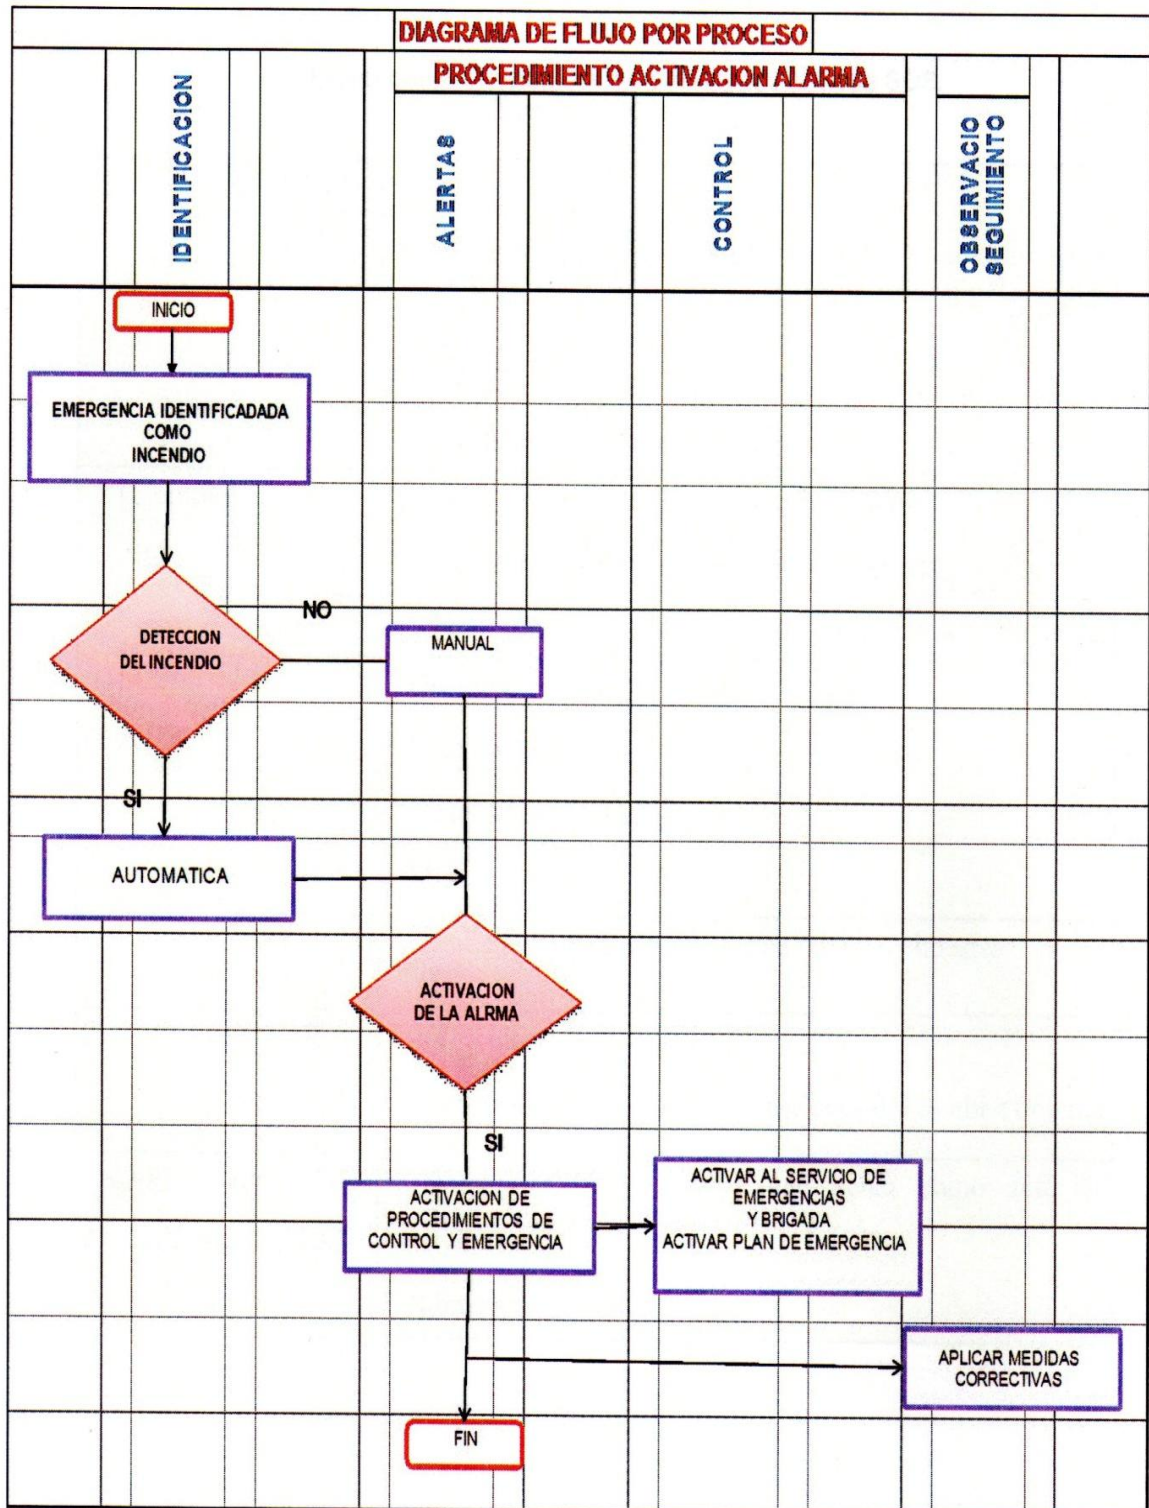 DIAGRAMA DE FLUJO POR PROCESO
PROCEDIMIENTO ACTIVACION ALARMA
IDENTIFICACION
ALERTAS
CONTROL
OBSERVACIO
SEGUIMIENTO
INICIO
EMERGENCIA IDENTIFICADADA
COMO
INCENDIO
DETECCION
DEL INCENDIO
NO
MANUAL
SI
AUTOMATICA
ACTIVACION
DE LA ALRMA
SI
ACTIVACION DE
PROCEDIMIENTOS DE
CONTROL Y EMERGENCIA
ACTIVAR AL SERVICIO DE
EMERGENCIAS
Y BRIGADA
ACTIVAR PLAN DE EMERGENCIA
APLICAR MEDIDAS
CORRECTIVAS
FIN